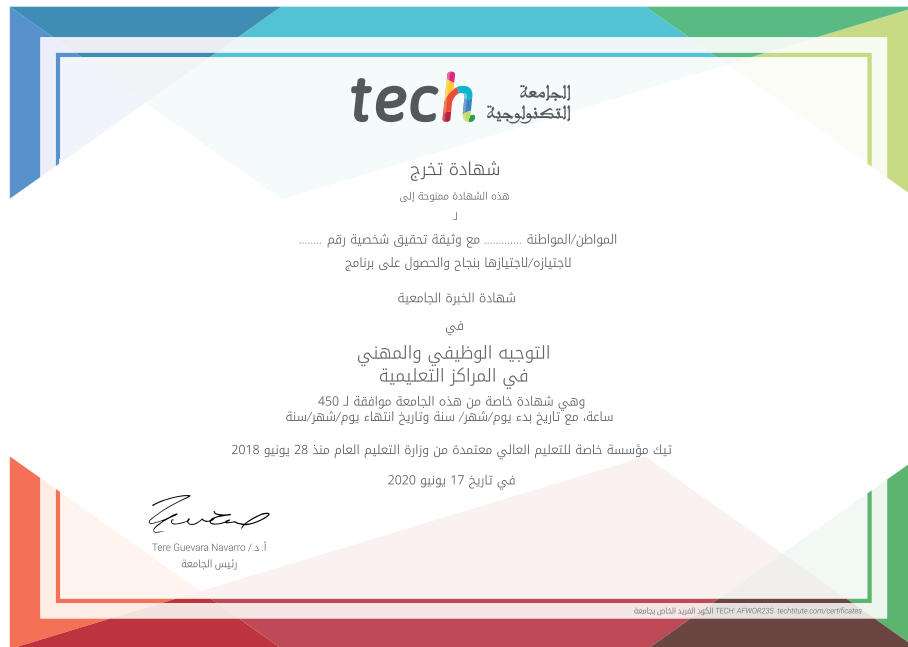 tech الجامعة
التكنولوجية
شهادة تخرج
هذه الشهادة ممنوحة إلى
لـ
المواطن/المواطنة ............. مع وثيقة تحقيق شخصية رقم ........
لاجتيازه/لاجتيازها بنجاح والحصول على برنامج
شهادة الخبرة الجامعية
في
التوجيه الوظيفي والمهني
في المراكز التعليمية
وهي شهادة خاصة من هذه الجامعة موافقة لـ 450
ساعة، مع تاريخ بدء يوم/شهر/ سنة وتاريخ انتهاء يوم/شهر/سنة
تيك مؤسسة خاصة للتعليم العالي معتمدة من وزارة التعليم العام منذ 28 يونيو 2018
في تاريخ 17 يونيو 2020
أ.د./ Tere Guevara Navarro
رئيس الجامعة
الكود الفريد الخاص بجامعة TECH: AFWOR23S techtitute.com/certificates